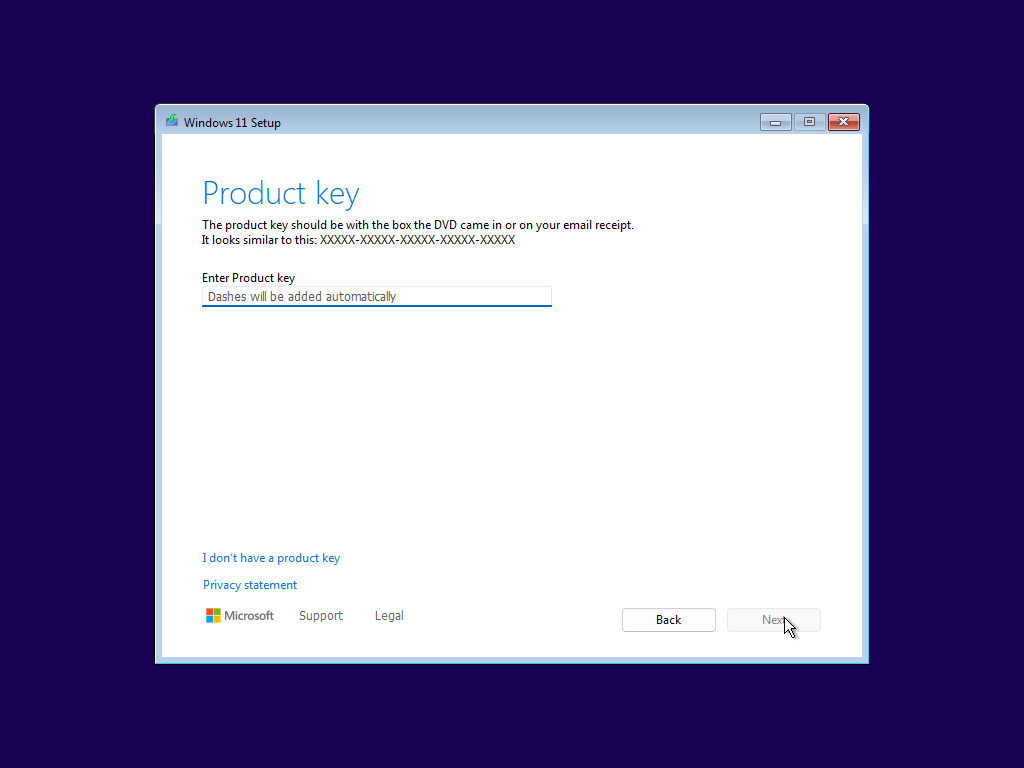 Windows 11 Setup
Product key
The product key should be with the box the DVD came in or on your email receipt.
It looks similar to this: XXXXX-XXXXX-XXXXX-XXXXX-XXXXX
Enter Product key
Dashes will be added automatically
I don't have a product key
Privacy statement
Microsoft Support Legal
Back Next